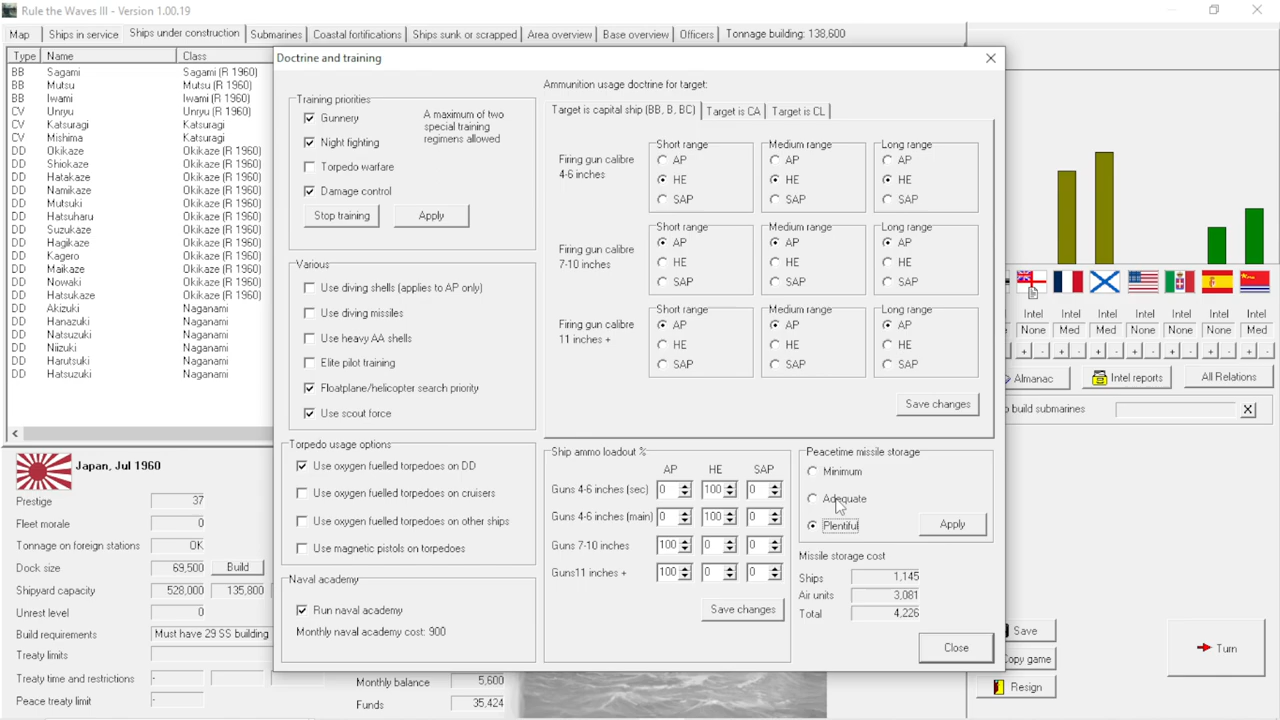 Rule the Waves III - Version 1.00.19
Map
Ships in service
Ships under construction
Submarines
Coastal fortifications
Ships sunk or scrapped
Area overview
Base overview
Officers
Tonnage building: 138,600
Type Name Class
BB Sagami Sagami (R 1960)
BB Mutsu Mutsu (R 1960)
BB Iwami Iwami (R 1960)
CV Unryu Unryu (R 1960)
CV Katsuragi Katsuragi
CV Mishima Katsuragi
DD Okikaze Okikaze (R 1960)
DD Shiokaze Okikaze (R 1960)
DD Hatakaze Okikaze (R 1960)
DD Namikaze Okikaze (R 1960)
DD Mutsuki Okikaze (R 1960)
DD Hatsuharu Okikaze (R 1960)
DD Suzukaze Okikaze (R 1960)
DD Hagikaze Okikaze (R 1960)
DD Kagero Okikaze (R 1960)
DD Maikaze Okikaze (R 1960)
DD Nowaki Okikaze (R 1960)
DD Hatsukaze Okikaze (R 1960)
DD Akizuki Naganami
DD Hanazuki Naganami
DD Natsuzuki Naganami
DD Niizuki Naganami
DD Harutsuki Naganami
DD Hatsuzuki Naganami
Japan, Jul 1960
Prestige 37
Fleet morale 0
Tonnage on foreign stations OK
Dock size 69,500 Build
Shipyard capacity 528,000 135,800
Unrest level 0
Build requirements Must have 29 SS building
Treaty limits
Treaty time and restrictions -
Peace treaty limit -
Monthly balance 5,600
Funds 35,424
Doctrine and training
Training priorities
Gunnery
Night fighting
Torpedo warfare
Damage control
A maximum of two
special training
regimens allowed
Stop training
Apply
Various
Use diving shells (applies to AP only)
Use diving missiles
Use heavy AA shells
Elite pilot training
Floatplane/helicopter search priority
Use scout force
Torpedo usage options
Use oxygen fuelled torpedoes on DD
Use oxygen fuelled torpedoes on cruisers
Use oxygen fuelled torpedoes on other ships
Use magnetic pistols on torpedoes
Naval academy
Run naval academy
Monthly naval academy cost: 900
Ammunition usage doctrine for target:
Target is capital ship (BB, B, BC)
Target is CA
Target is CL
Firing gun calibre
4-6 inches
Short range
AP
HE
SAP
Medium range
AP
HE
SAP
Long range
AP
HE
SAP
Firing gun calibre
7-10 inches
Short range
AP
HE
SAP
Medium range
AP
HE
SAP
Long range
AP
HE
SAP
Firing gun calibre
11 inches +
Short range
AP
HE
SAP
Medium range
AP
HE
SAP
Long range
AP
HE
SAP
Save changes
Ship ammo loadout %
AP HE SAP
Guns 4-6 inches (sec) 0 100 0
Guns 4-6 inches (main) 0 100 0
Guns 7-10 inches 100 0 0
Guns11 inches + 100 0 0
Save changes
Peacetime missile storage
Minimum
Adequate
Plentiful
Apply
Missile storage cost
Ships 1,145
Air units 3,081
Total 4,226
Close
Intel Intel Intel Intel Intel Intel Intel
None Med Med None None None Med
+ - + - + - + - + - + - + -
Almanac
Intel reports
All Relations
build submarines
X
Save
opy game
Resign
Turn